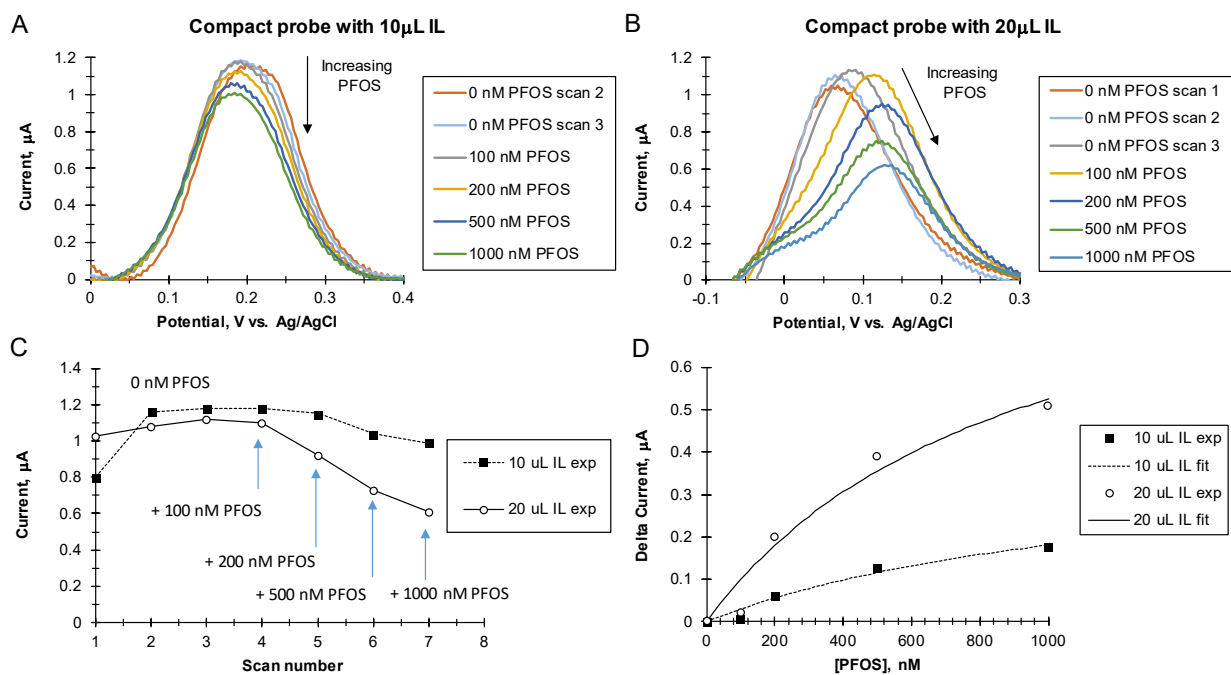 A
Compact probe with 10µL IL
1.2
1
0.8
0.6
0.4
0.2
0
0
0.1
0.2
0.3
0.4
Current, µA
Potential, V vs. Ag/AgCl
Increasing
PFOS
0 nM PFOS scan 2
0 nM PFOS scan 3
100 nM PFOS
200 nM PFOS
500 nM PFOS
1000 nM PFOS
B
Compact probe with 20µL IL
1.2
1
0.8
0.6
0.4
0.2
0
-0.1
0
0.1
0.2
0.3
Current, µA
Potential, V vs. Ag/AgCl
Increasing
PFOS
0 nM PFOS scan 1
0 nM PFOS scan 2
0 nM PFOS scan 3
100 nM PFOS
200 nM PFOS
500 nM PFOS
1000 nM PFOS
C
1.4
1.2
1
0.8
0.6
0.4
0.2
0
1
2
3
4
5
6
7
8
Current, µA
Scan number
0 nM PFOS
+ 100 nM PFOS
+ 200 nM PFOS
+ 500 nM PFOS
+ 1000 nM PFOS
10 uL IL exp
20 uL IL exp
D
0.6
0.5
0.4
0.3
0.2
0.1
0
0
200
400
600
800
1000
Delta Current, µA
[PFOS], nM
10 uL IL exp
10 uL IL fit
20 uL IL exp
20 uL IL fit